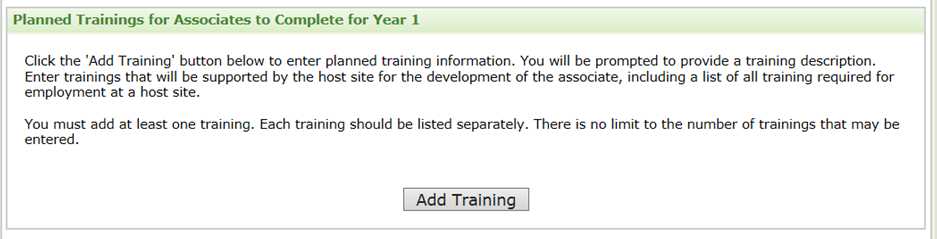 Planned Trainings for Associates to Complete for Year 1
Click the 'Add Training' button below to enter planned training information. You will be prompted to provide a training description.
Enter trainings that will be supported by the host site for the development of the associate, including a list of all training required for
employment at a host site.
You must add at least one training. Each training should be listed separately. There is no limit to the number of trainings that may be
entered.
Add Training